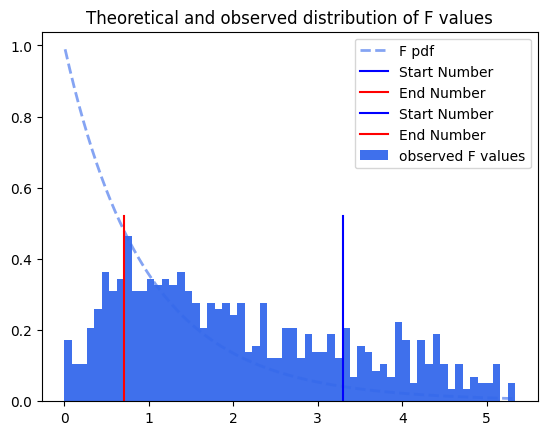 Theoretical and observed distribution of F values
F pdf
Start Number
End Number
Start Number
End Number
observed F values
1.0
0.8
0.6
0.4
0.2
0.0
0 1 2 3 4 5